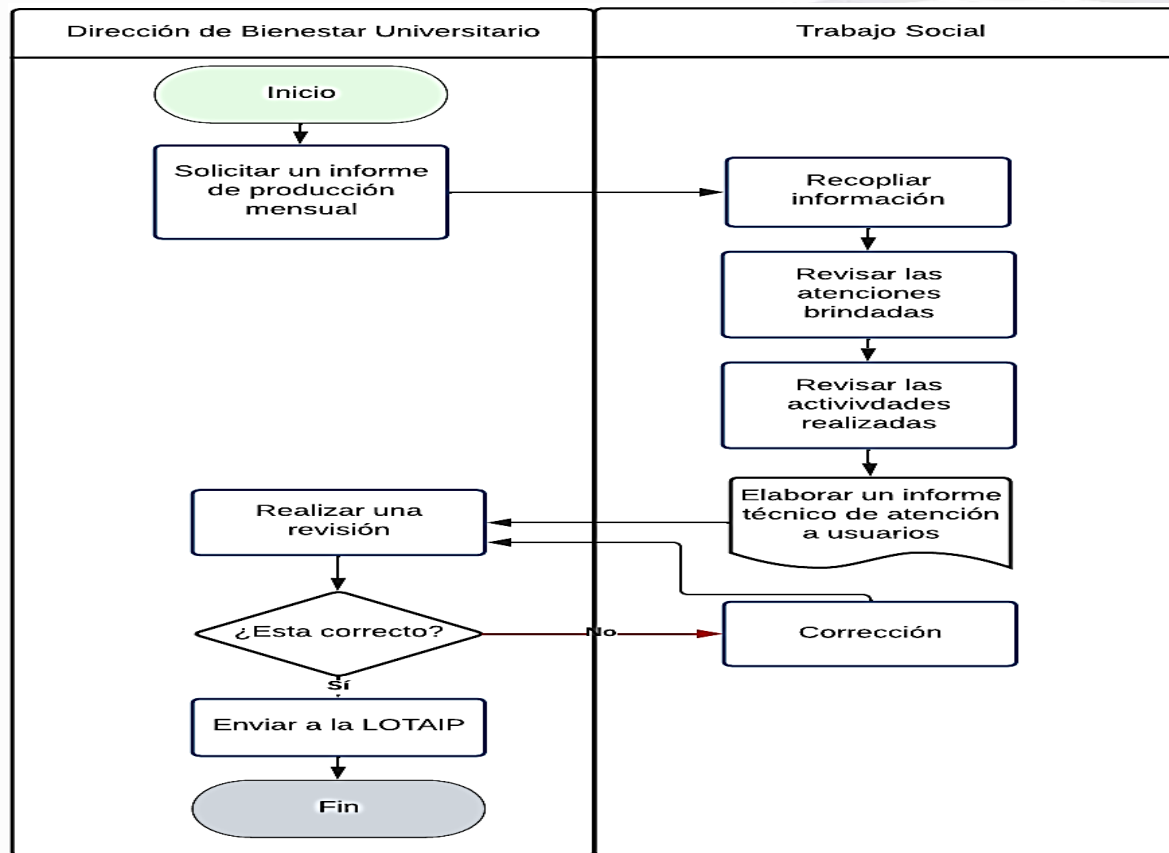 Dirección de Bienestar Universitario
Trabajo Social
Inicio
Solicitar un informe
de producción
mensual
Recopliar
información
Revisar las
atenciones
brindadas
Revisar las
activivdades
realizadas
Elaborar un informe
técnico de atención
a usuarios
Realizar una
revisión
¿Esta correcto?
No
Corrección
Sí
Enviar a la LOTAIP
Fin